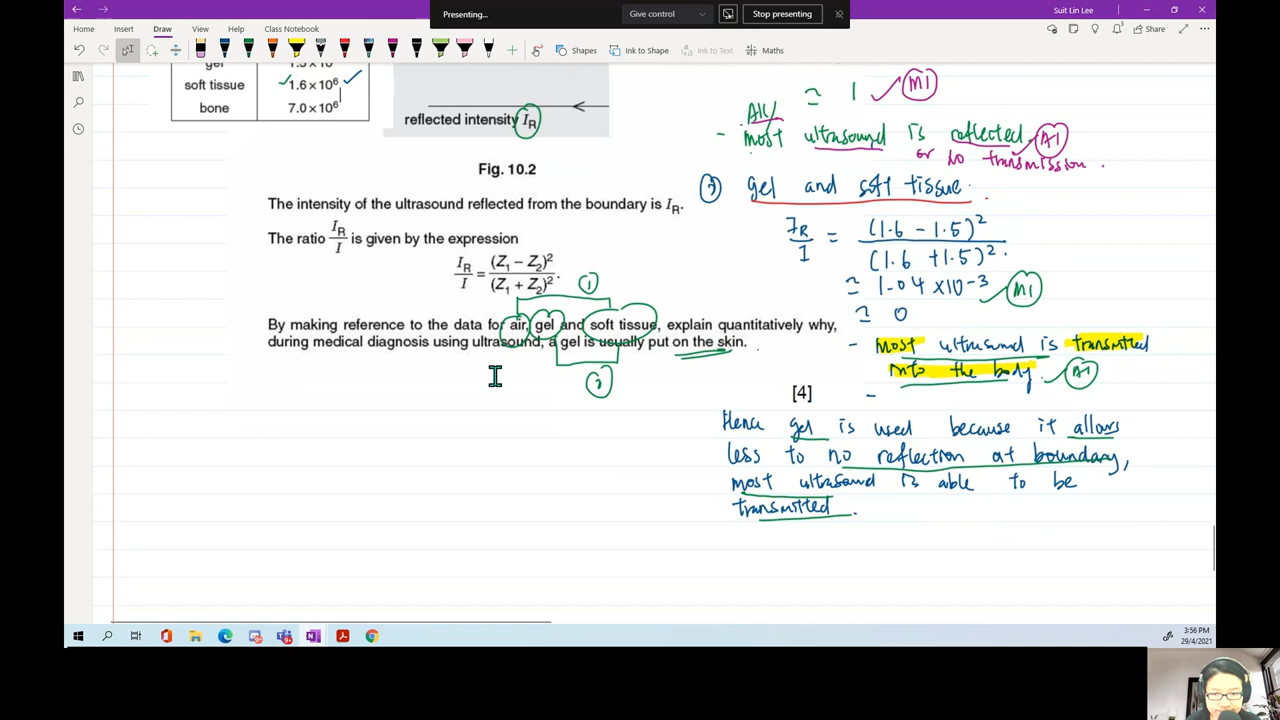 Presenting...
Give control
Stop presenting
Suit Lin Lee
Home Insert Draw View Help Class Notebook
Share
Shapes
Ink to Shape
Ink to Text
Maths
soft tissue 1.6 × 10⁶
bone 7.0 × 10⁶
reflected intensity I_R
Fig. 10.2
The intensity of the ultrasound reflected from the boundary is I_R.
The ratio I_R/I is given by the expression
I_R/I = (Z₁ – Z₂)²/(Z₁ + Z₂)².
①
By making reference to the data for air, gel and soft tissue, explain quantitatively why,
during medical diagnosis using ultrasound, a gel is usually put on the skin.
②
[4]
≃ 1 M1
All/
- most ultrasound is reflected. A1
or no transmission.
② gel and soft tissue.
I_R/I = (1.6 - 1.5)²/(1.6 + 1.5)².
≃ 1.04 × 10⁻³ M1
≃ 0
- most ultrasound is transmitted
into the body. A1
-
Hence gel is used because it allows
less to no reflection at boundary,
most ultrasound is able to be
transmitted.
3:56 PM
29/4/2021